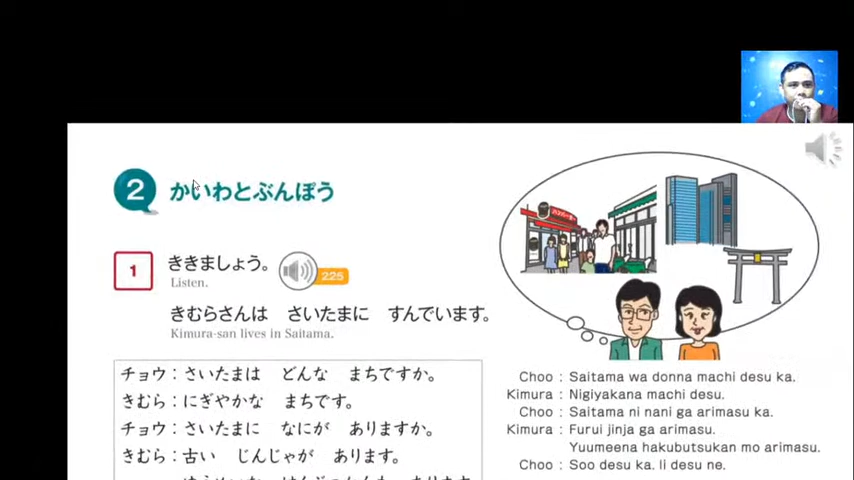 2 かいわとぶんぽう
1 ききましょう。
Listen.
225
きむらさんは さいたまに すんでいます。
Kimura-san lives in Saitama.
チョウ：さいたまは どんな まちですか。
きむら：にぎやかな まちです。
チョウ：さいたまに なにが ありますか。
きむら：古い じんじゃが あります。
Choo : Saitama wa donna machi desu ka.
Kimura : Nigiyakana machi desu.
Choo : Saitama ni nani ga arimasu ka.
Kimura : Furui jinja ga arimasu.
Yuumeena hakubutsukan mo arimasu.
Choo : Soo desu ka. Ii desu ne.